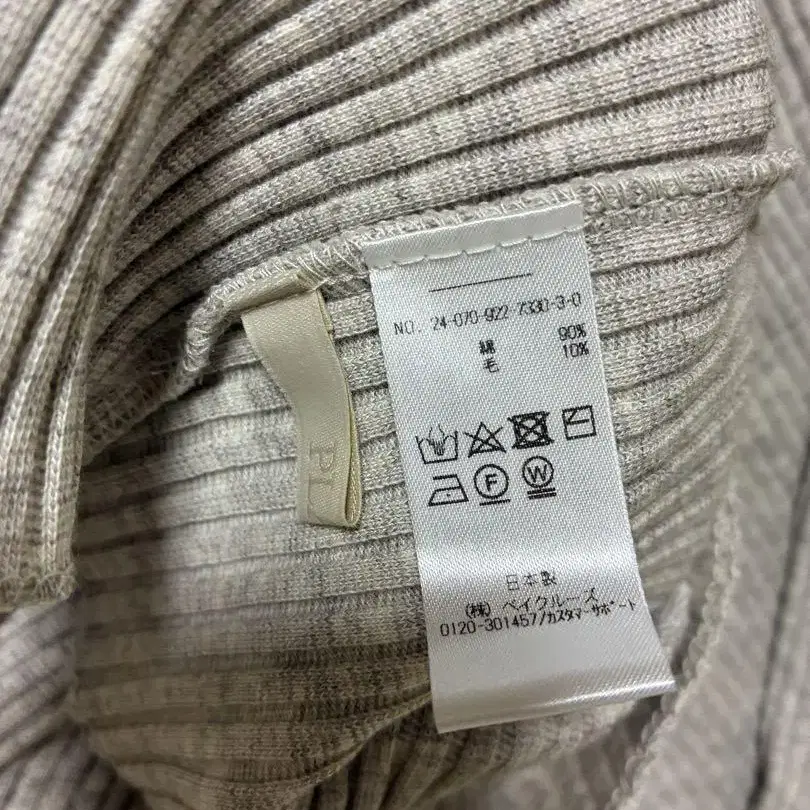 NO. 24-070-922-7330-3-0
綿 90%
毛 10%
F W
日本製
(株) ベイクルーズ
0120-301457/カスタマーサポート
PL